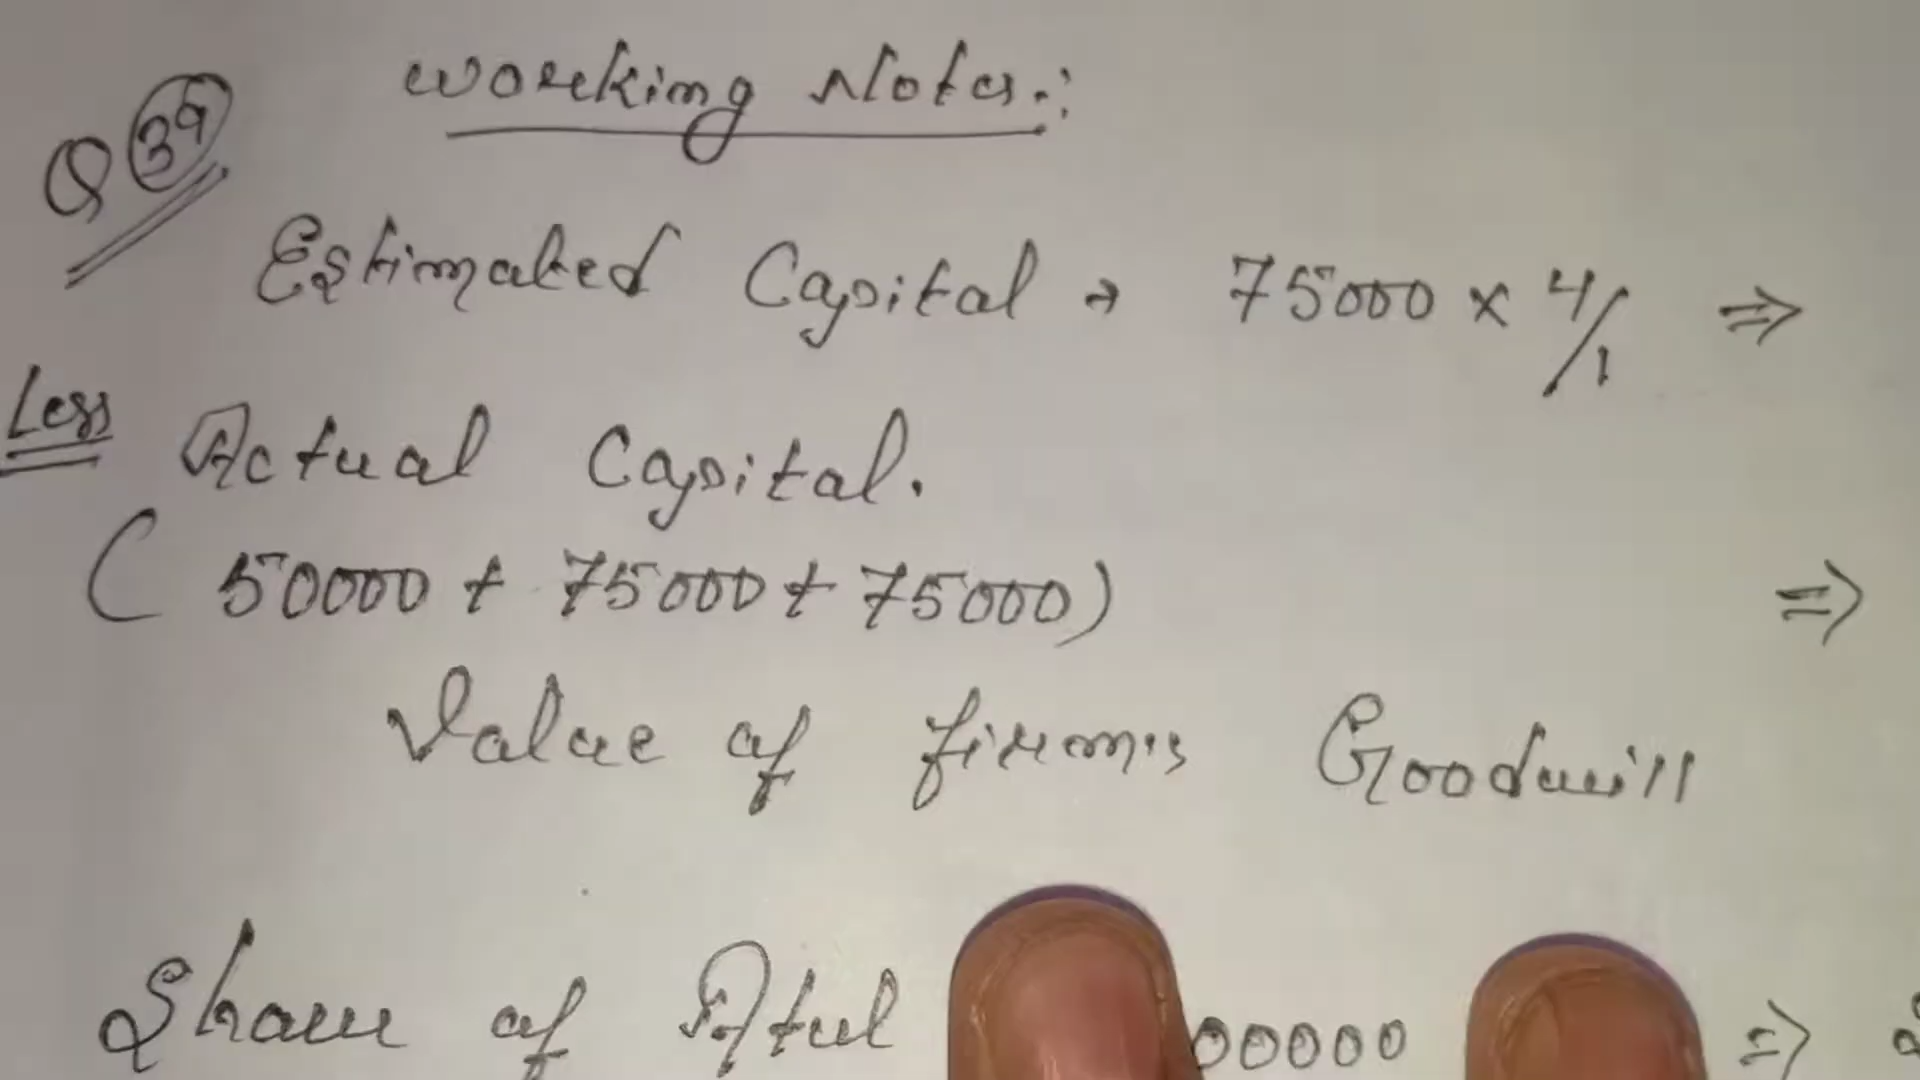 Q 39
Working Notes:
Estimated Capital → 75000 × 4/1 ⇒
Less Actual Capital.
(50000 + 75000 + 75000) ⇒
Value of firm's Goodwill
Share of Atul 00000 ⇒